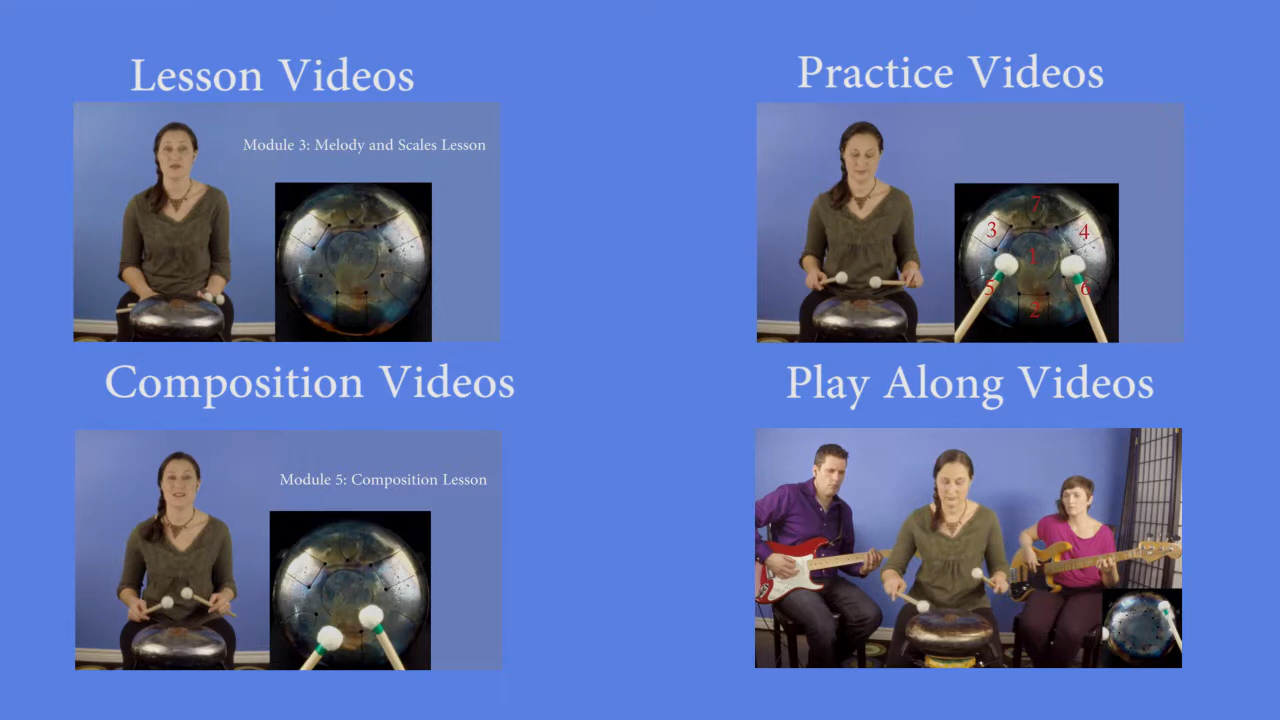 Lesson Videos
Practice Videos
Module 3: Melody and Scales Lesson
7
3
4
1
5
6
2
Composition Videos
Play Along Videos
Module 5: Composition Lesson